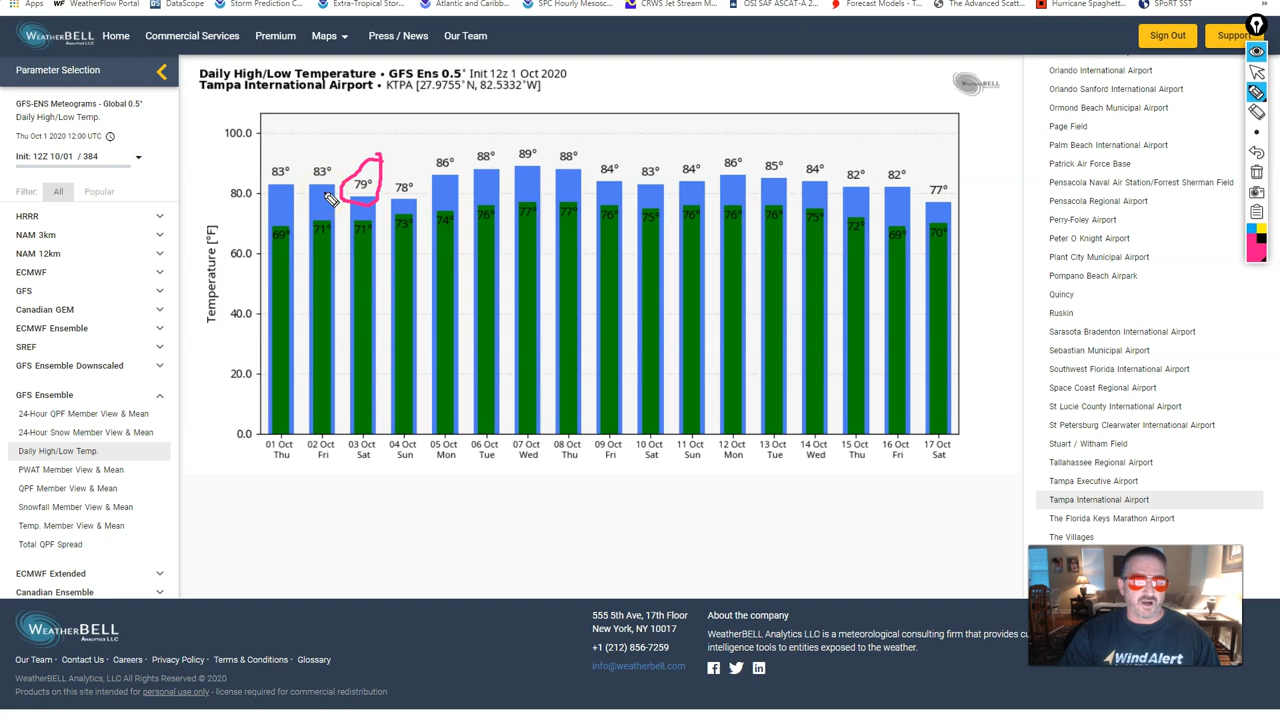 Apps
WF WeatherFlow Portal
DS DataScope
Storm Prediction C...
Extra-Tropical Stor...
Atlantic and Caribb...
SPC Hourly Mesosc...
CRWS Jet Stream M...
OSI SAF ASCAT-A 2...
Forecast Models - T...
The Advanced Scatt...
Hurricane Spaghett...
SPoRT SST
WEATHERBELL
ANALYTICS LLC
Home
Commercial Services
Premium
Maps
Press / News
Our Team
Sign Out
Support
Parameter Selection
GFS-ENS Meteograms - Global 0.5°
Daily High/Low Temp.
Thu Oct 1 2020 12:00 UTC
Init: 12Z 10/01 / 384
Filter:
All
Popular
HRRR
NAM 3km
NAM 12km
ECMWF
GFS
Canadian GEM
ECMWF Ensemble
SREF
GFS Ensemble Downscaled
GFS Ensemble
24-Hour QPF Member View & Mean
24-Hour Snow Member View & Mean
Daily High/Low Temp.
PWAT Member View & Mean
QPF Member View & Mean
Snowfall Member View & Mean
Temp. Member View & Mean
Total QPF Spread
ECMWF Extended
Canadian Ensemble
Daily High/Low Temperature • GFS Ens 0.5° Init 12z 1 Oct 2020
Tampa International Airport • KTPA [27.9755°N, 82.5332°W]
WEATHERBELL
Temperature [°F]
100.0
80.0
60.0
40.0
20.0
0.0
83° 83° 79° 78° 86° 88° 89° 88° 84° 83° 84° 86° 85° 84° 82° 82° 77°
69° 71° 71° 73° 74° 76° 77° 77° 76° 75° 76° 76° 76° 75° 72° 69° 70°
01 Oct 02 Oct 03 Oct 04 Oct 05 Oct 06 Oct 07 Oct 08 Oct 09 Oct 10 Oct 11 Oct 12 Oct 13 Oct 14 Oct 15 Oct 16 Oct 17 Oct
Thu Fri Sat Sun Mon Tue Wed Thu Fri Sat Sun Mon Tue Wed Thu Fri Sat
Orlando International Airport
Orlando Sanford International Airport
Ormond Beach Municipal Airport
Page Field
Palm Beach International Airport
Patrick Air Force Base
Pensacola Naval Air Station/Forrest Sherman Field
Pensacola Regional Airport
Perry-Foley Airport
Peter O Knight Airport
Plant City Municipal Airport
Pompano Beach Airpark
Quincy
Ruskin
Sarasota Bradenton International Airport
Sebastian Municipal Airport
Southwest Florida International Airport
Space Coast Regional Airport
St Lucie County International Airport
St Petersburg Clearwater International Airport
Stuart / Witham Field
Tallahassee Regional Airport
Tampa Executive Airport
Tampa International Airport
The Florida Keys Marathon Airport
The Villages
WindAlert
WEATHERBELL
ANALYTICS LLC
Our Team · Contact Us · Careers · Privacy Policy · Terms & Conditions · Glossary
WeatherBELL Analytics, LLC All Rights Reserved © 2020
Products on this site intended for personal use only - license required for commercial redistribution
555 5th Ave, 17th Floor
New York, NY 10017
+1 (212) 856-7259
info@weatherbell.com
About the company
WeatherBELL Analytics LLC is a meteorological consulting firm that provides cu
intelligence tools to entities exposed to the weather.